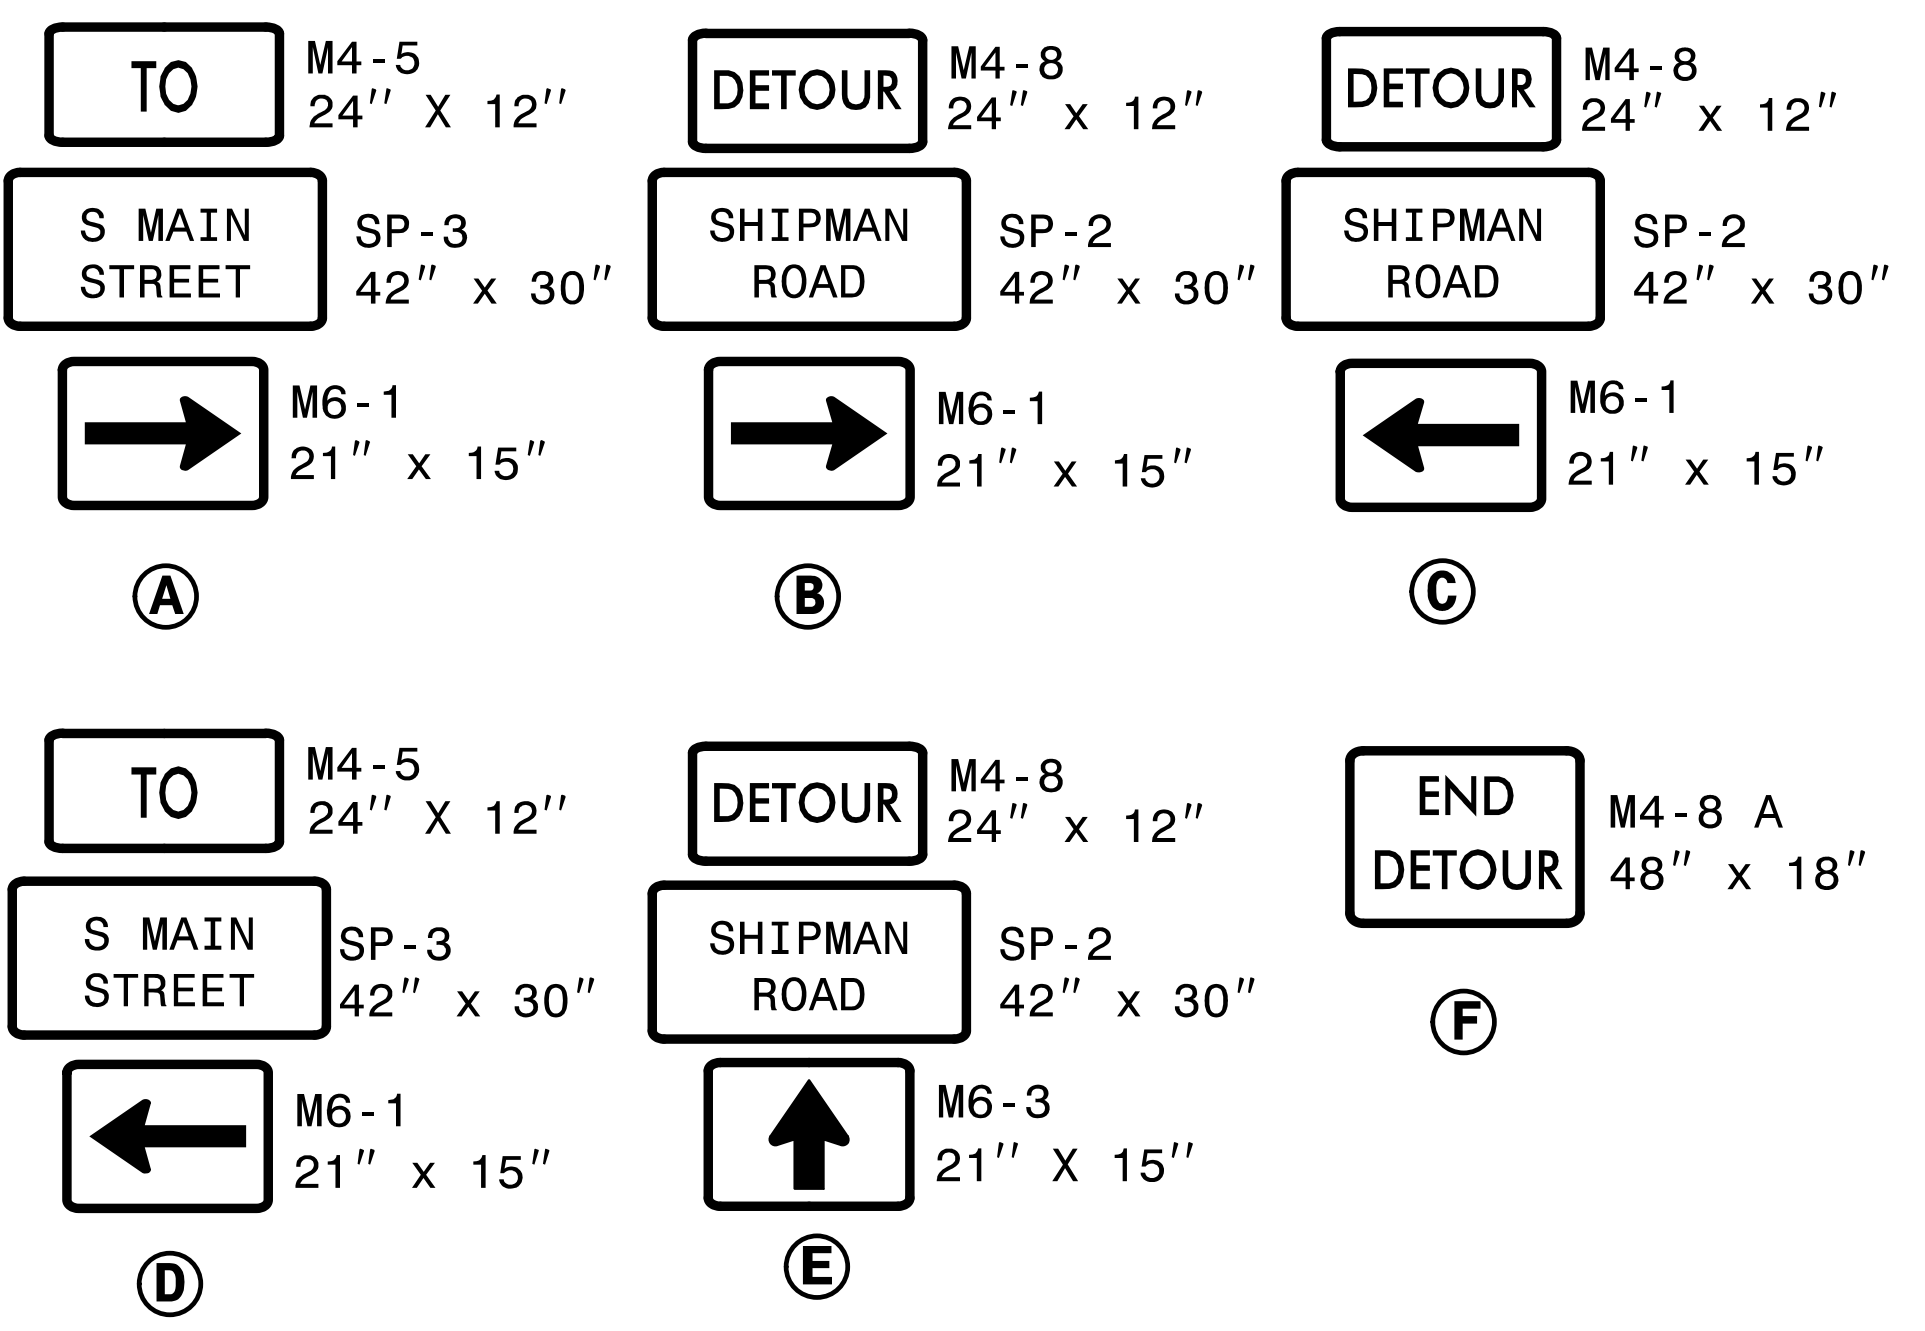 TO
M4-5
24" X 12"
S MAIN
STREET
SP-3
42" x 30"
M6-1
21" x 15"
A
DETOUR
M4-8
24" x 12"
SHIPMAN
ROAD
SP-2
42" x 30"
M6-1
21" x 15"
B
DETOUR
M4-8
24" x 12"
SHIPMAN
ROAD
SP-2
42" x 30"
M6-1
21" x 15"
C
TO
M4-5
24" X 12"
S MAIN
STREET
SP-3
42" x 30"
M6-1
21" x 15"
D
DETOUR
M4-8
24" x 12"
SHIPMAN
ROAD
SP-2
42" x 30"
M6-3
21" X 15"
E
END
DETOUR
M4-8 A
48" x 18"
F